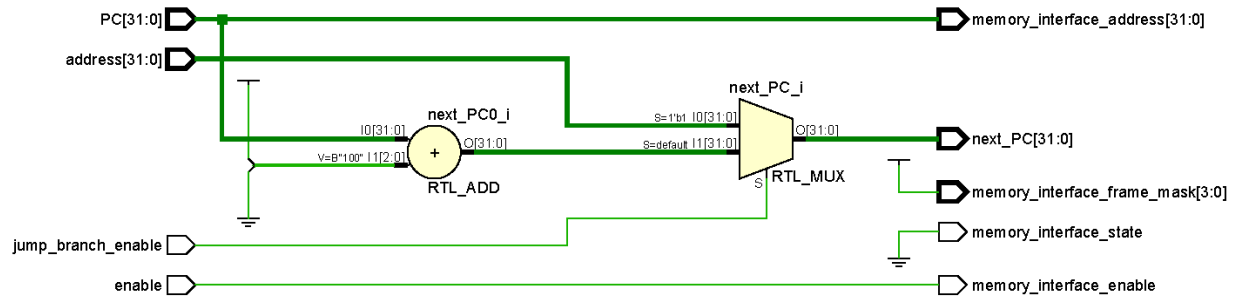 PC[31:0]
memory_interface_address[31:0]
address[31:0]
next_PC_i
next_PC0_i
S=1'b1 I0[31:0]
I0[31:0]
O[31:0]
O[31:0]
next_PC[31:0]
S=default I1[31:0]
V=B"100" I1[2:0]
+
S
RTL_MUX
RTL_ADD
memory_interface_frame_mask[3:0]
memory_interface_state
jump_branch_enable
enable
memory_interface_enable